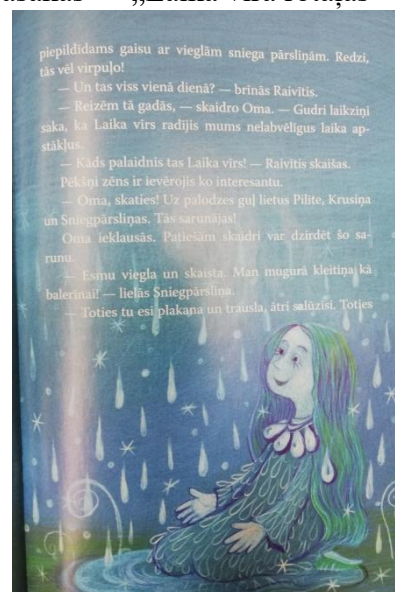 piepildīdams gaisu ar vieglām sniega pārsliņām. Redzi,
tās vēl virpuļo!
— Un tas viss vienā dienā? — brīnās Raivītis.
— Reizēm tā gadās, — skaidro Oma. — Gudri laikziņi
saka, ka Laika vīrs radījis mums nelabvēlīgus laika ap-
stākļus.
— Kāds palaidnis tas Laika vīrs! — Raivītis skaišas.
Pēkšņi zēns ir ievērojis ko interesantu.
— Oma, skaties! Uz palodzes guļ lietus Pilīte, Krusiņa
un Sniegpārsliņa. Tās sarunājas!
Oma ieklausās. Patiešām skaidri var dzirdēt šo sa-
runu.
— Esmu viegla un skaista. Man mugurā kleitiņa kā
balerīnai! — lielās Sniegpārsliņa.
— Toties tu esi plakana un trausla, ātri salūzīsi. Toties